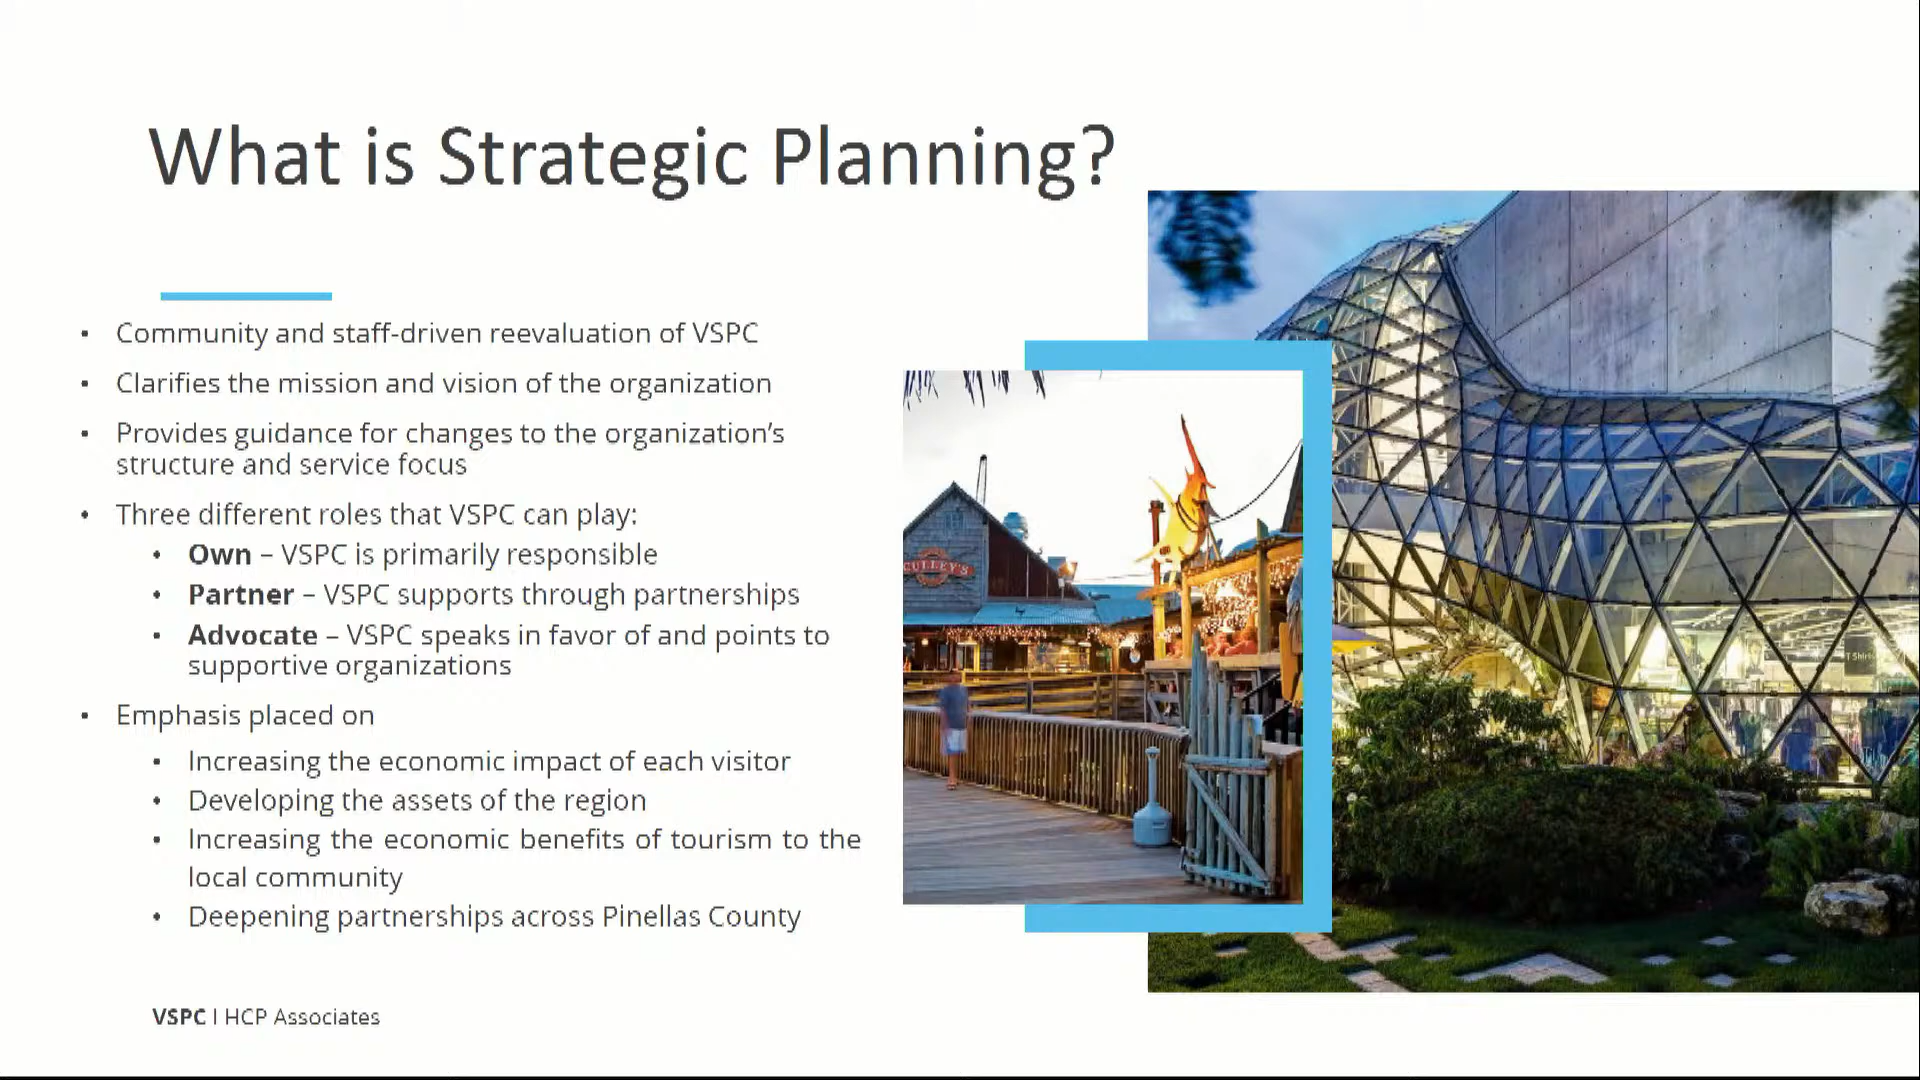 What is Strategic Planning?
• Community and staff-driven reevaluation of VSPC
• Clarifies the mission and vision of the organization
• Provides guidance for changes to the organization’s
structure and service focus
• Three different roles that VSPC can play:
• Own – VSPC is primarily responsible
• Partner – VSPC supports through partnerships
• Advocate – VSPC speaks in favor of and points to
supportive organizations
• Emphasis placed on
• Increasing the economic impact of each visitor
• Developing the assets of the region
• Increasing the economic benefits of tourism to the
local community
• Deepening partnerships across Pinellas County
VSPC I HCP Associates
CULLEY'S
T Shirts